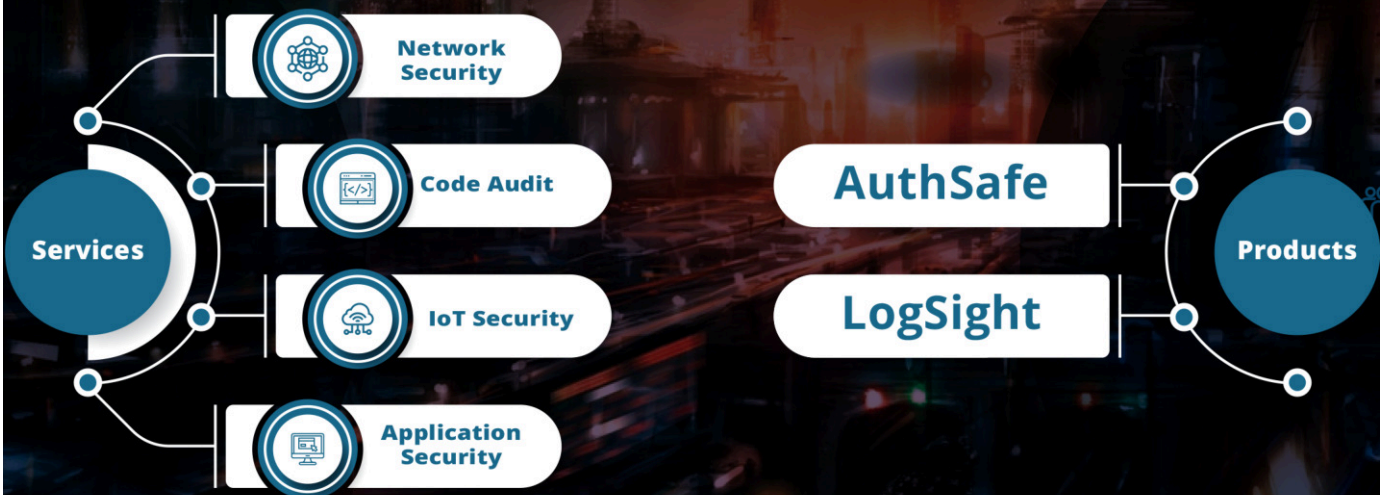 Network
Security
Services
Code Audit
IoT Security
Application
Security
AuthSafe
LogSight
Products